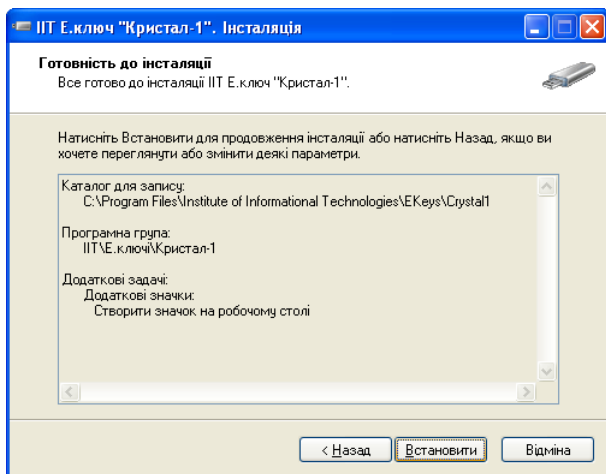 ІІТ Е.ключ "Кристал-1". Інсталяція
Готовність до інсталяції
Все готово до інсталяції ІІТ Е.ключ "Кристал-1".
Натисніть Встановити для продовження інсталяції або натисніть Назад, якщо ви
хочете переглянути або змінити деякі параметри.
Каталог для запису:
C:\Program Files\Institute of Informational Technologies\EKeys\Crystal1
Програмна група:
ІІТ\Е.ключі\Кристал-1
Додаткові задачі:
Додаткові значки:
Створити значок на робочому столі
< Назад
Встановити
Відміна